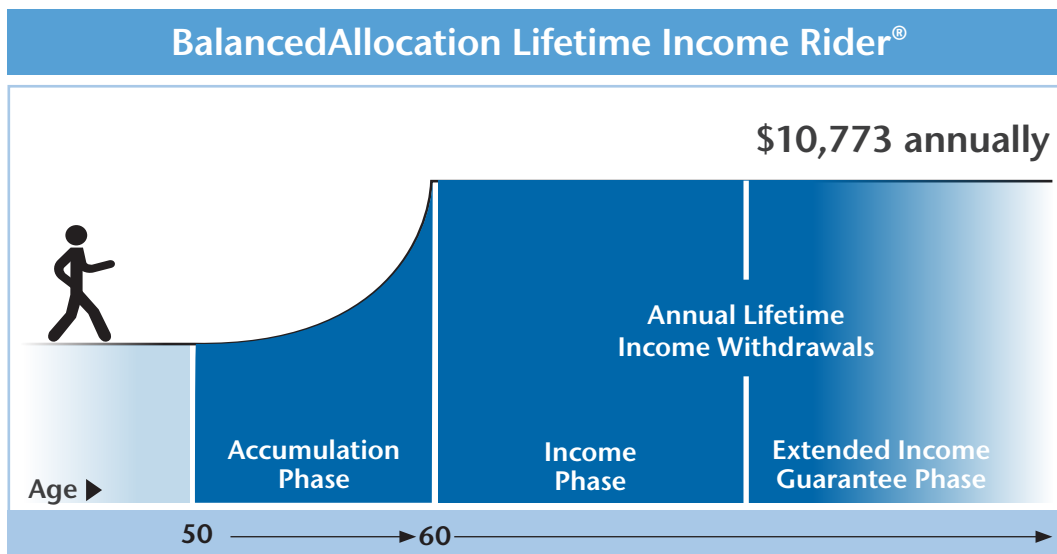 BalancedAllocation Lifetime Income Rider®
$10,773 annually
Annual Lifetime
Income Withdrawals
Accumulation
Phase
Income
Phase
Extended Income
Guarantee Phase
Age
50
60